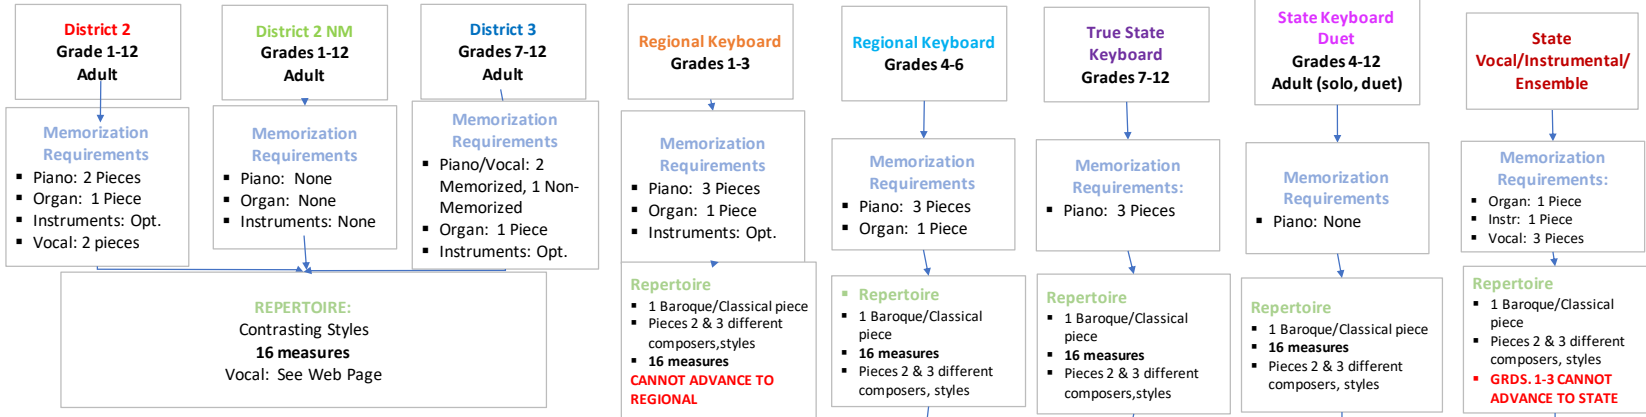 District 2
Grade 1-12
Adult
Memorization
Requirements
▪ Piano: 2 Pieces
▪ Organ: 1 Piece
▪ Instruments: Opt.
▪ Vocal: 2 pieces
District 2 NM
Grades 1-12
Adult
Memorization
Requirements
▪ Piano: None
▪ Organ: None
▪ Instruments: None
District 3
Grades 7-12
Adult
Memorization
Requirements
▪ Piano/Vocal: 2
Memorized, 1 Non-
Memorized
▪ Organ: 1 Piece
▪ Instruments: Opt.
REPERTOIRE:
Contrasting Styles
16 measures
Vocal: See Web Page
Regional Keyboard
Grades 1-3
Memorization
Requirements
▪ Piano: 3 Pieces
▪ Organ: 1 Piece
▪ Instruments: Opt.
Repertoire
▪ 1 Baroque/Classical piece
▪ Pieces 2 & 3 different
composers,styles
▪ 16 measures
CANNOT ADVANCE TO
REGIONAL
Regional Keyboard
Grades 4-6
Memorization
Requirements
▪ Piano: 3 Pieces
▪ Organ: 1 Piece
▪ Repertoire
▪ 1 Baroque/Classical
piece
▪ 16 measures
▪ Pieces 2 & 3 different
composers, styles
True State
Keyboard
Grades 7-12
Memorization
Requirements:
▪ Piano: 3 Pieces
Repertoire
▪ 1 Baroque/Classical
piece
▪ 16 measures
▪ Pieces 2 & 3 different
composers,styles
State Keyboard
Duet
Grades 4-12
Adult (solo, duet)
Memorization
Requirements
▪ Piano: None
Repertoire
▪ 1 Baroque/Classical piece
▪ 16 measures
▪ Pieces 2 & 3 different
composers, styles
State
Vocal/Instrumental/
Ensemble
Memorization
Requirements:
▪ Organ: 1 Piece
▪ Instr: 1 Piece
▪ Vocal: 3 Pieces
Repertoire
▪ 1 Baroque/Classical
piece
▪ Pieces 2 & 3 different
composers, styles
▪ GRDS. 1-3 CANNOT
ADVANCE TO STATE